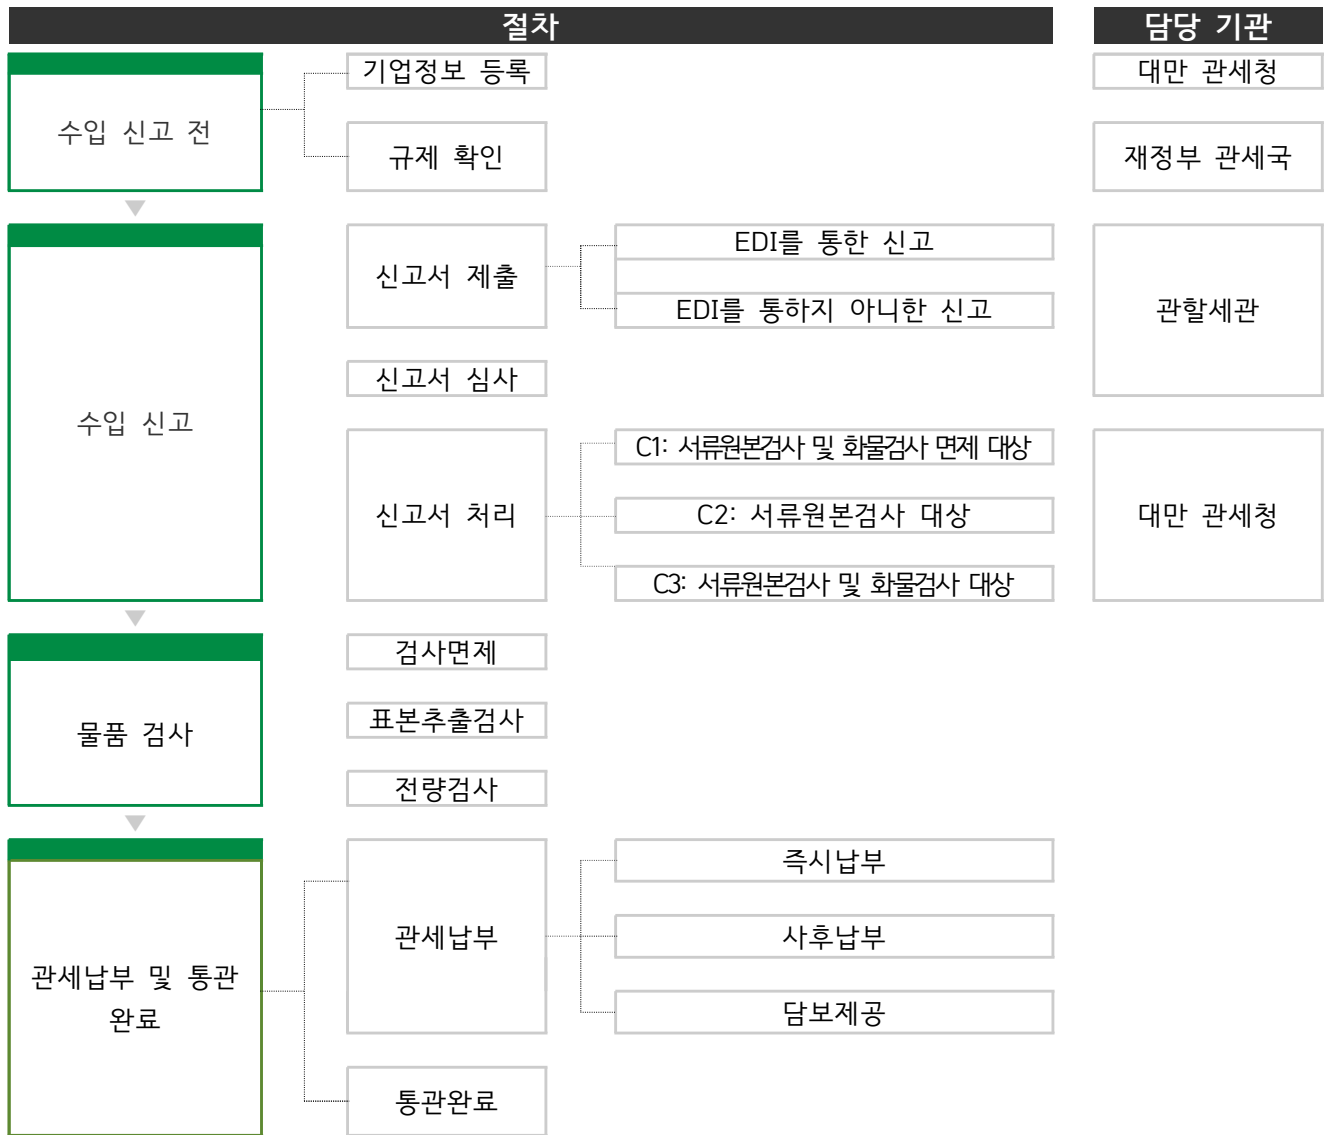 절차
담당 기관
수입 신고 전
기업정보 등록
대만 관세청
규제 확인
재정부 관세국
수입 신고
신고서 제출
EDI를 통한 신고
EDI를 통하지 아니한 신고
관할세관
신고서 심사
신고서 처리
C1: 서류원본검사 및 화물검사 면제 대상
C2: 서류원본검사 대상
C3: 서류원본검사 및 화물검사 대상
대만 관세청
물품 검사
검사면제
표본추출검사
전량검사
관세납부 및 통관
완료
관세납부
즉시납부
사후납부
담보제공
통관완료